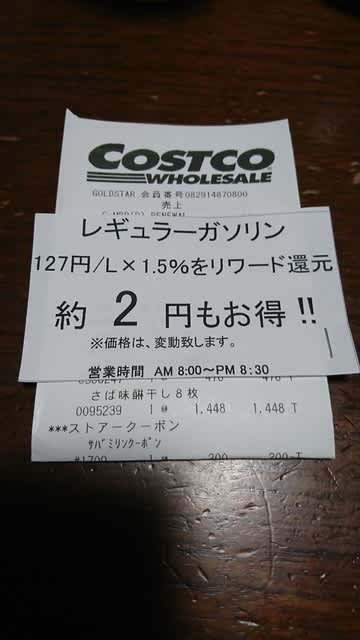 COSTCO
WHOLESALE
GOLDSTAR 会員番号082914870800
売上
レギュラーガソリン
127円/L×1.5%をリワード還元
約 2 円もお得!!
※価格は、変動致します。
営業時間 AM 8:00～PM 8:30
さば味醂干し8枚
0095239 1 1,448 1,448 T
***ストアークーポン
サバミリンクーポン